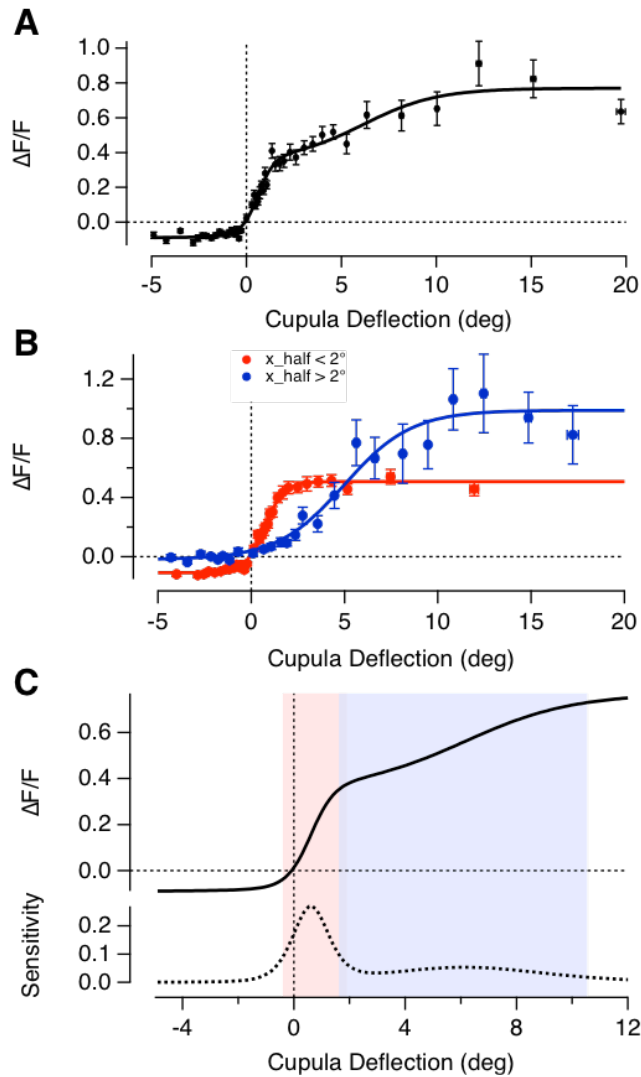 A
1.0
0.8
0.6
0.4
0.2
0.0
ΔF/F
-5 0 5 10 15 20
Cupula Deflection (deg)
B
x_half < 2°
x_half > 2°
1.2
0.8
0.4
0.0
ΔF/F
-5 0 5 10 15 20
Cupula Deflection (deg)
C
0.6
0.4
0.2
0.0
ΔF/F
0.2
0.1
0.0
Sensitivity
-4 0 4 8 12
Cupula Deflection (deg)